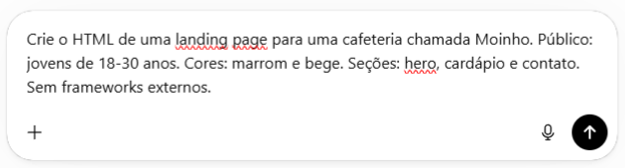 Crie o HTML de uma landing page para uma cafeteria chamada Moinho. Público:
jovens de 18-30 anos. Cores: marrom e bege. Seções: hero, cardápio e contato.
Sem frameworks externos.